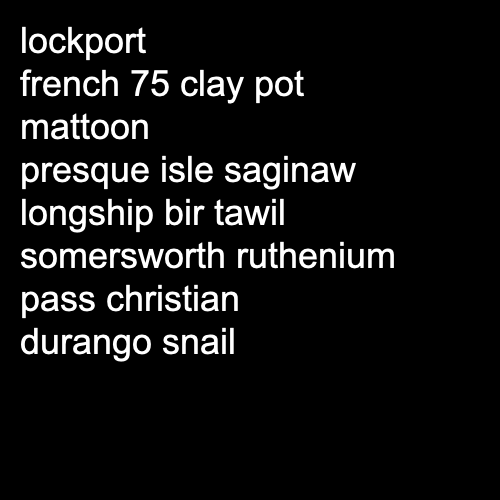 lockport
french 75 clay pot
mattoon
presque isle saginaw
longship bir tawil
somersworth ruthenium
pass christian
durango snail